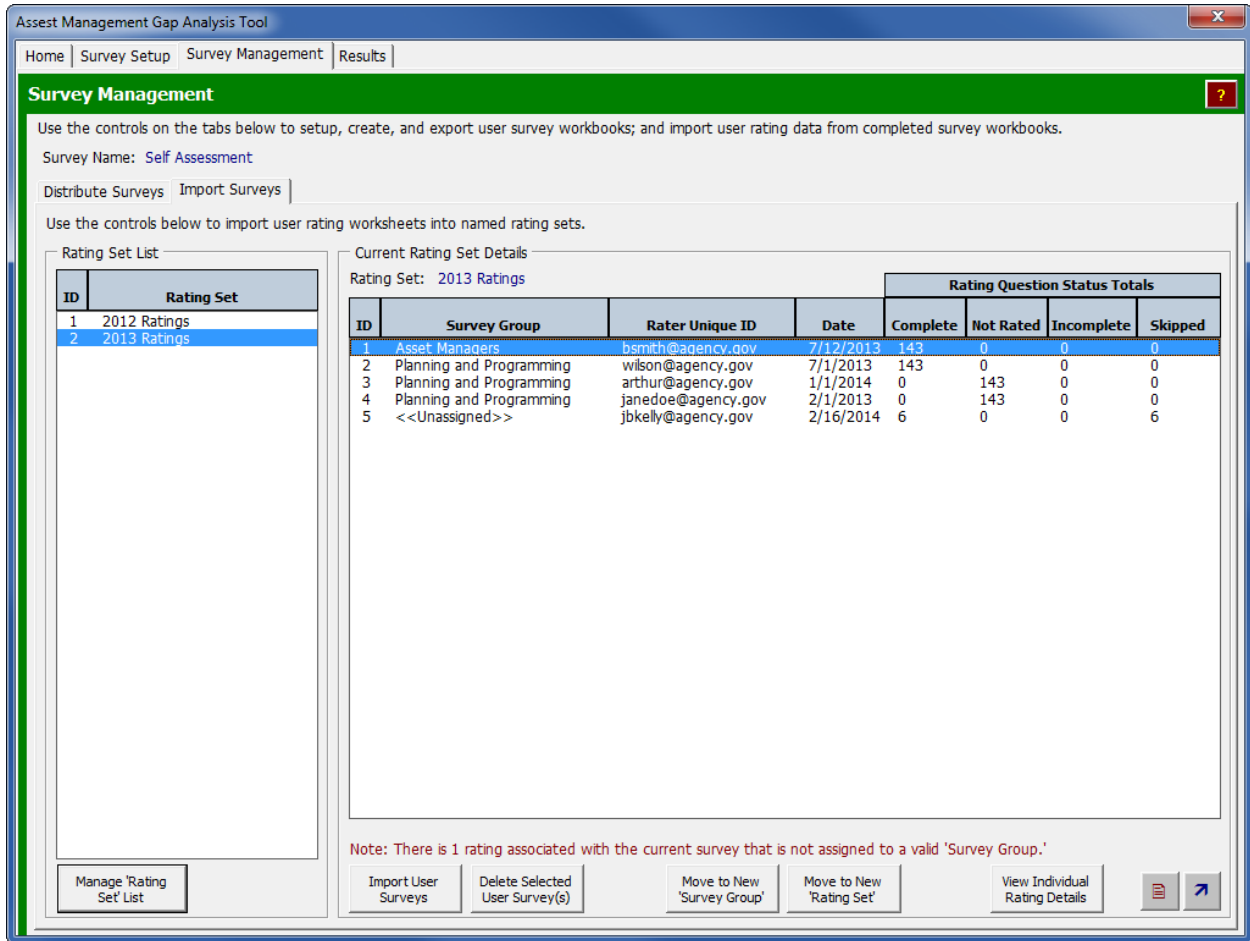 Assest Management Gap Analysis Tool
x
Home Survey Setup Survey Management Results
Survey Management
?
Use the controls on the tabs below to setup, create, and export user survey workbooks; and import user rating data from completed survey workbooks.
Survey Name: Self Assessment
Distribute Surveys Import Surveys
Use the controls below to import user rating worksheets into named rating sets.
Rating Set List
ID Rating Set
1 2012 Ratings
2 2013 Ratings
Manage 'Rating
Set' List
Current Rating Set Details
Rating Set: 2013 Ratings
Rating Question Status Totals
ID Survey Group Rater Unique ID Date Complete Not Rated Incomplete Skipped
1 Asset Managers bsmith@agency.gov 7/12/2013 143 0 0 0
2 Planning and Programming wilson@agency.gov 7/1/2013 143 0 0 0
3 Planning and Programming arthur@agency.gov 1/1/2014 0 143 0 0
4 Planning and Programming janedoe@agency.gov 2/1/2013 0 143 0 0
5 <<Unassigned>> jbkelly@agency.gov 2/16/2014 6 0 0 6
Note: There is 1 rating associated with the current survey that is not assigned to a valid 'Survey Group.'
Import User
Surveys
Delete Selected
User Survey(s)
Move to New
'Survey Group'
Move to New
'Rating Set'
View Individual
Rating Details